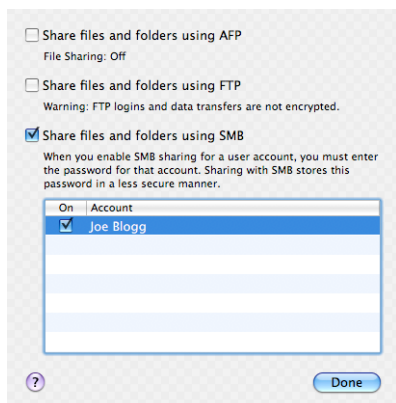 Share files and folders using AFP
File Sharing: Off
Share files and folders using FTP
Warning: FTP logins and data transfers are not encrypted.
Share files and folders using SMB
When you enable SMB sharing for a user account, you must enter
the password for that account. Sharing with SMB stores this
password in a less secure manner.
On Account
Joe Blogg
? Done